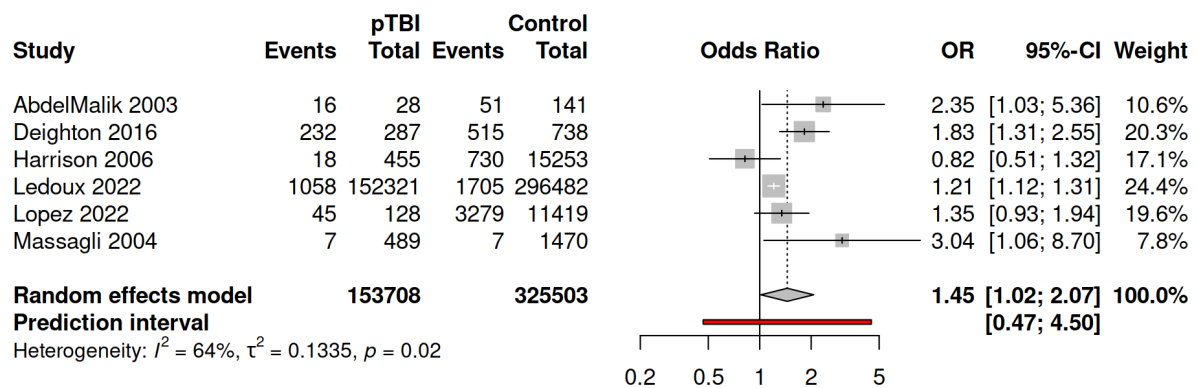 pTBI Control
Study Events Total Events Total Odds Ratio OR 95%-CI Weight
AbdelMalik 2003 16 28 51 141 2.35 [1.03; 5.36] 10.6%
Deighton 2016 232 287 515 738 1.83 [1.31; 2.55] 20.3%
Harrison 2006 18 455 730 15253 0.82 [0.51; 1.32] 17.1%
Ledoux 2022 1058 152321 1705 296482 1.21 [1.12; 1.31] 24.4%
Lopez 2022 45 128 3279 11419 1.35 [0.93; 1.94] 19.6%
Massagli 2004 7 489 7 1470 3.04 [1.06; 8.70] 7.8%
Random effects model 153708 325503 1.45 [1.02; 2.07] 100.0%
Prediction interval [0.47; 4.50]
Heterogeneity: I² = 64%, τ² = 0.1335, p = 0.02
0.2 0.5 1 2 5